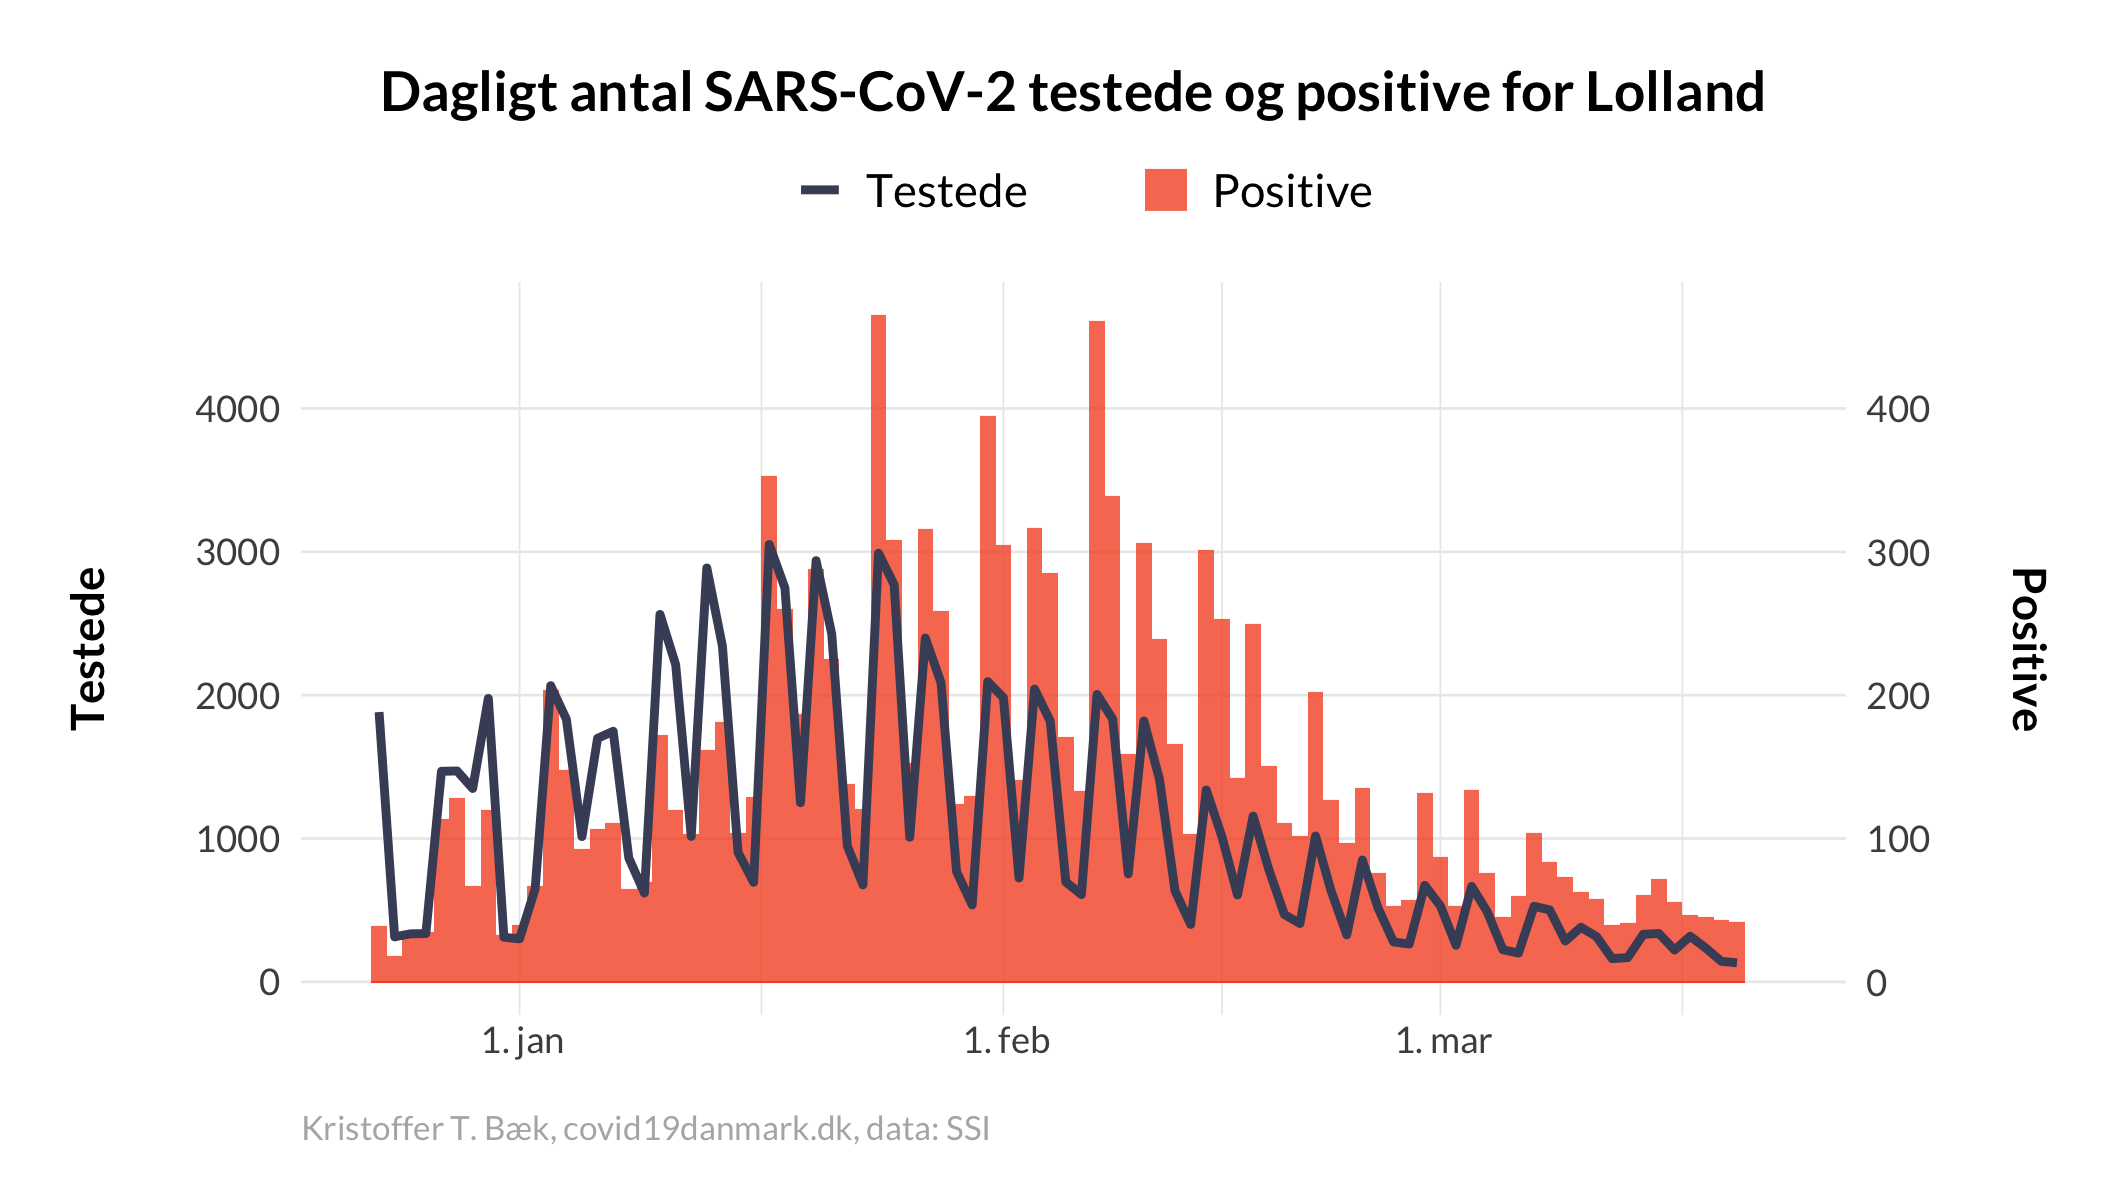 Dagligt antal SARS-CoV-2 testede og positive for Lolland
Testede
Positive
4000
3000
2000
1000
0
400
300
200
100
0
Testede
Positive
1. jan
1. feb
1. mar
Kristoffer T. Bæk, covid19danmark.dk, data: SSI